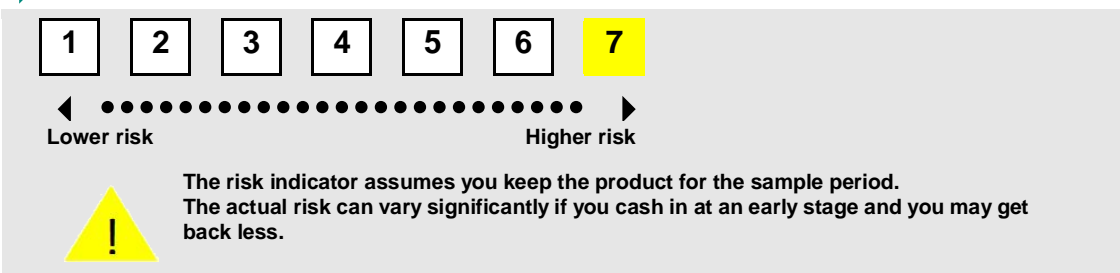 1 2 3 4 5 6 7
Lower risk Higher risk
The risk indicator assumes you keep the product for the sample period.
The actual risk can vary significantly if you cash in at an early stage and you may get
back less.
!